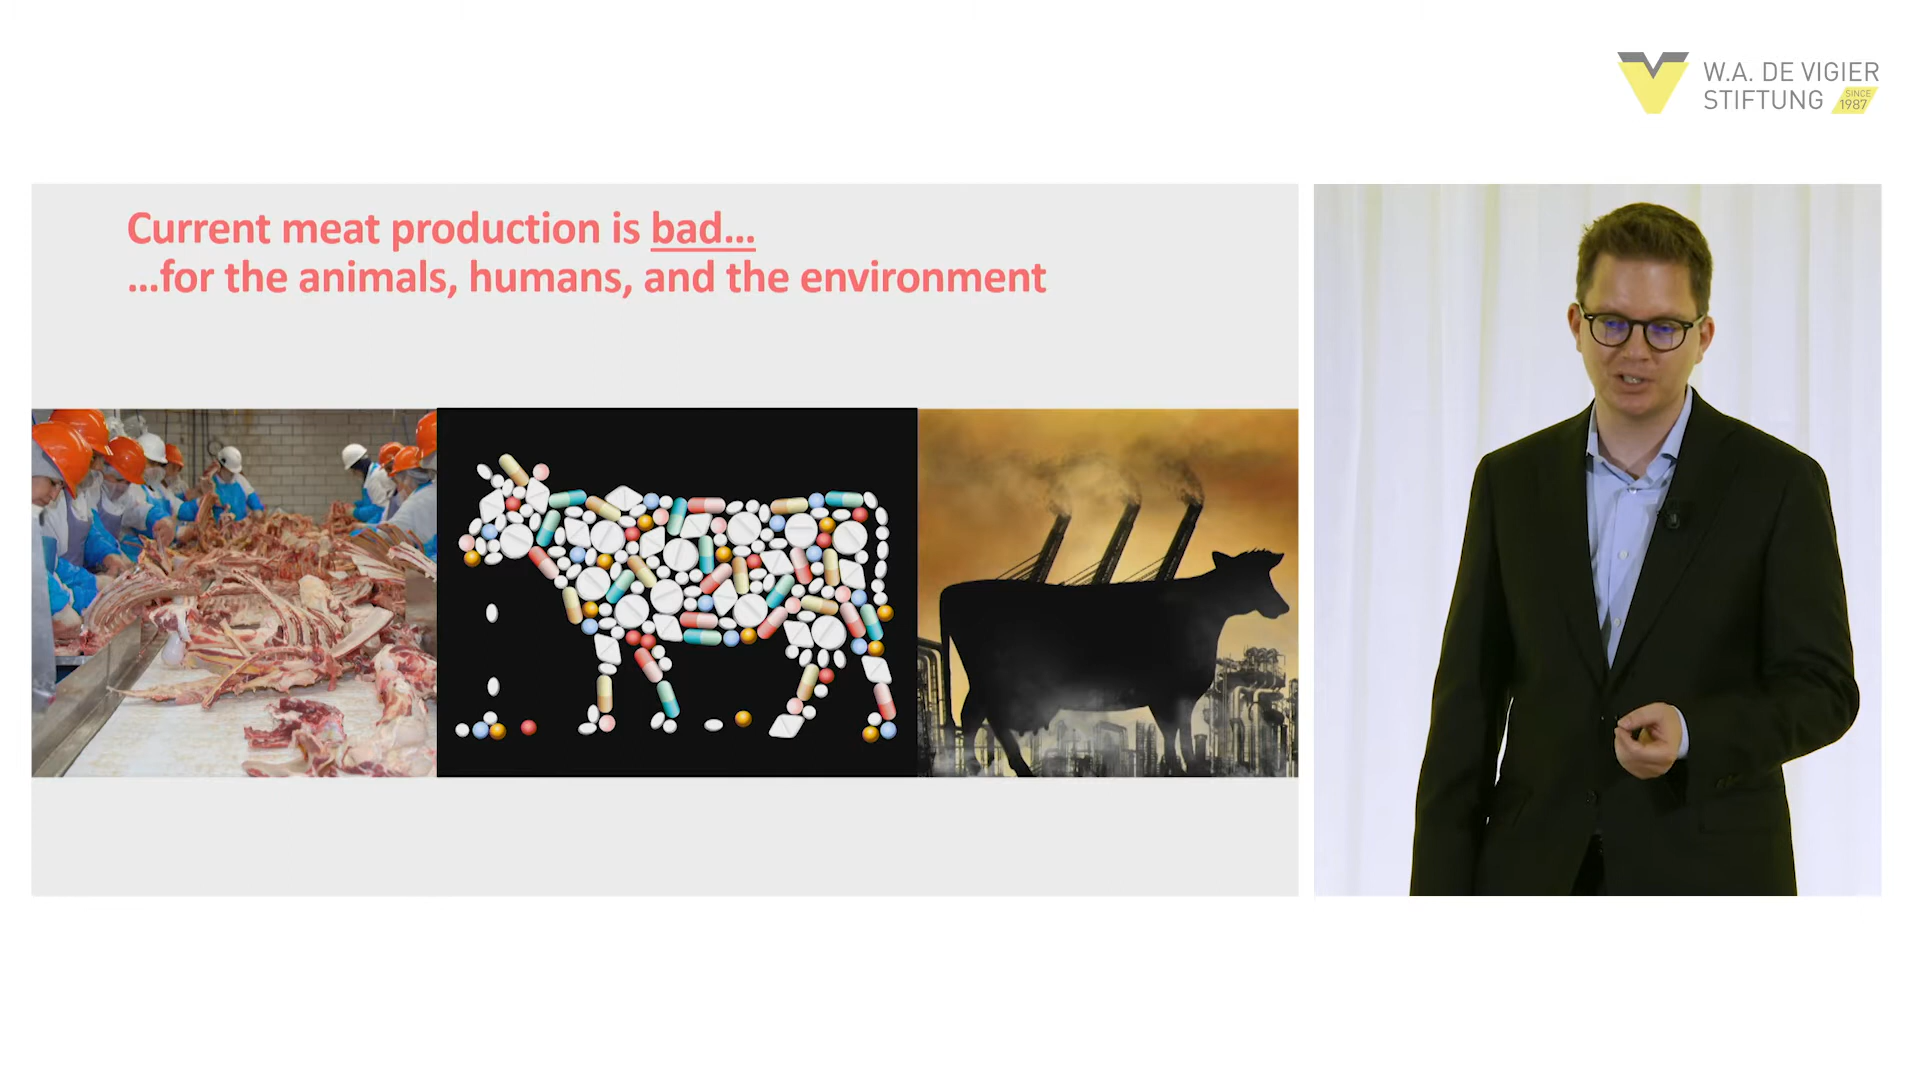 W.A. DE VIGIER
STIFTUNG
SINCE
1987
Current meat production is bad...
...for the animals, humans, and the environment